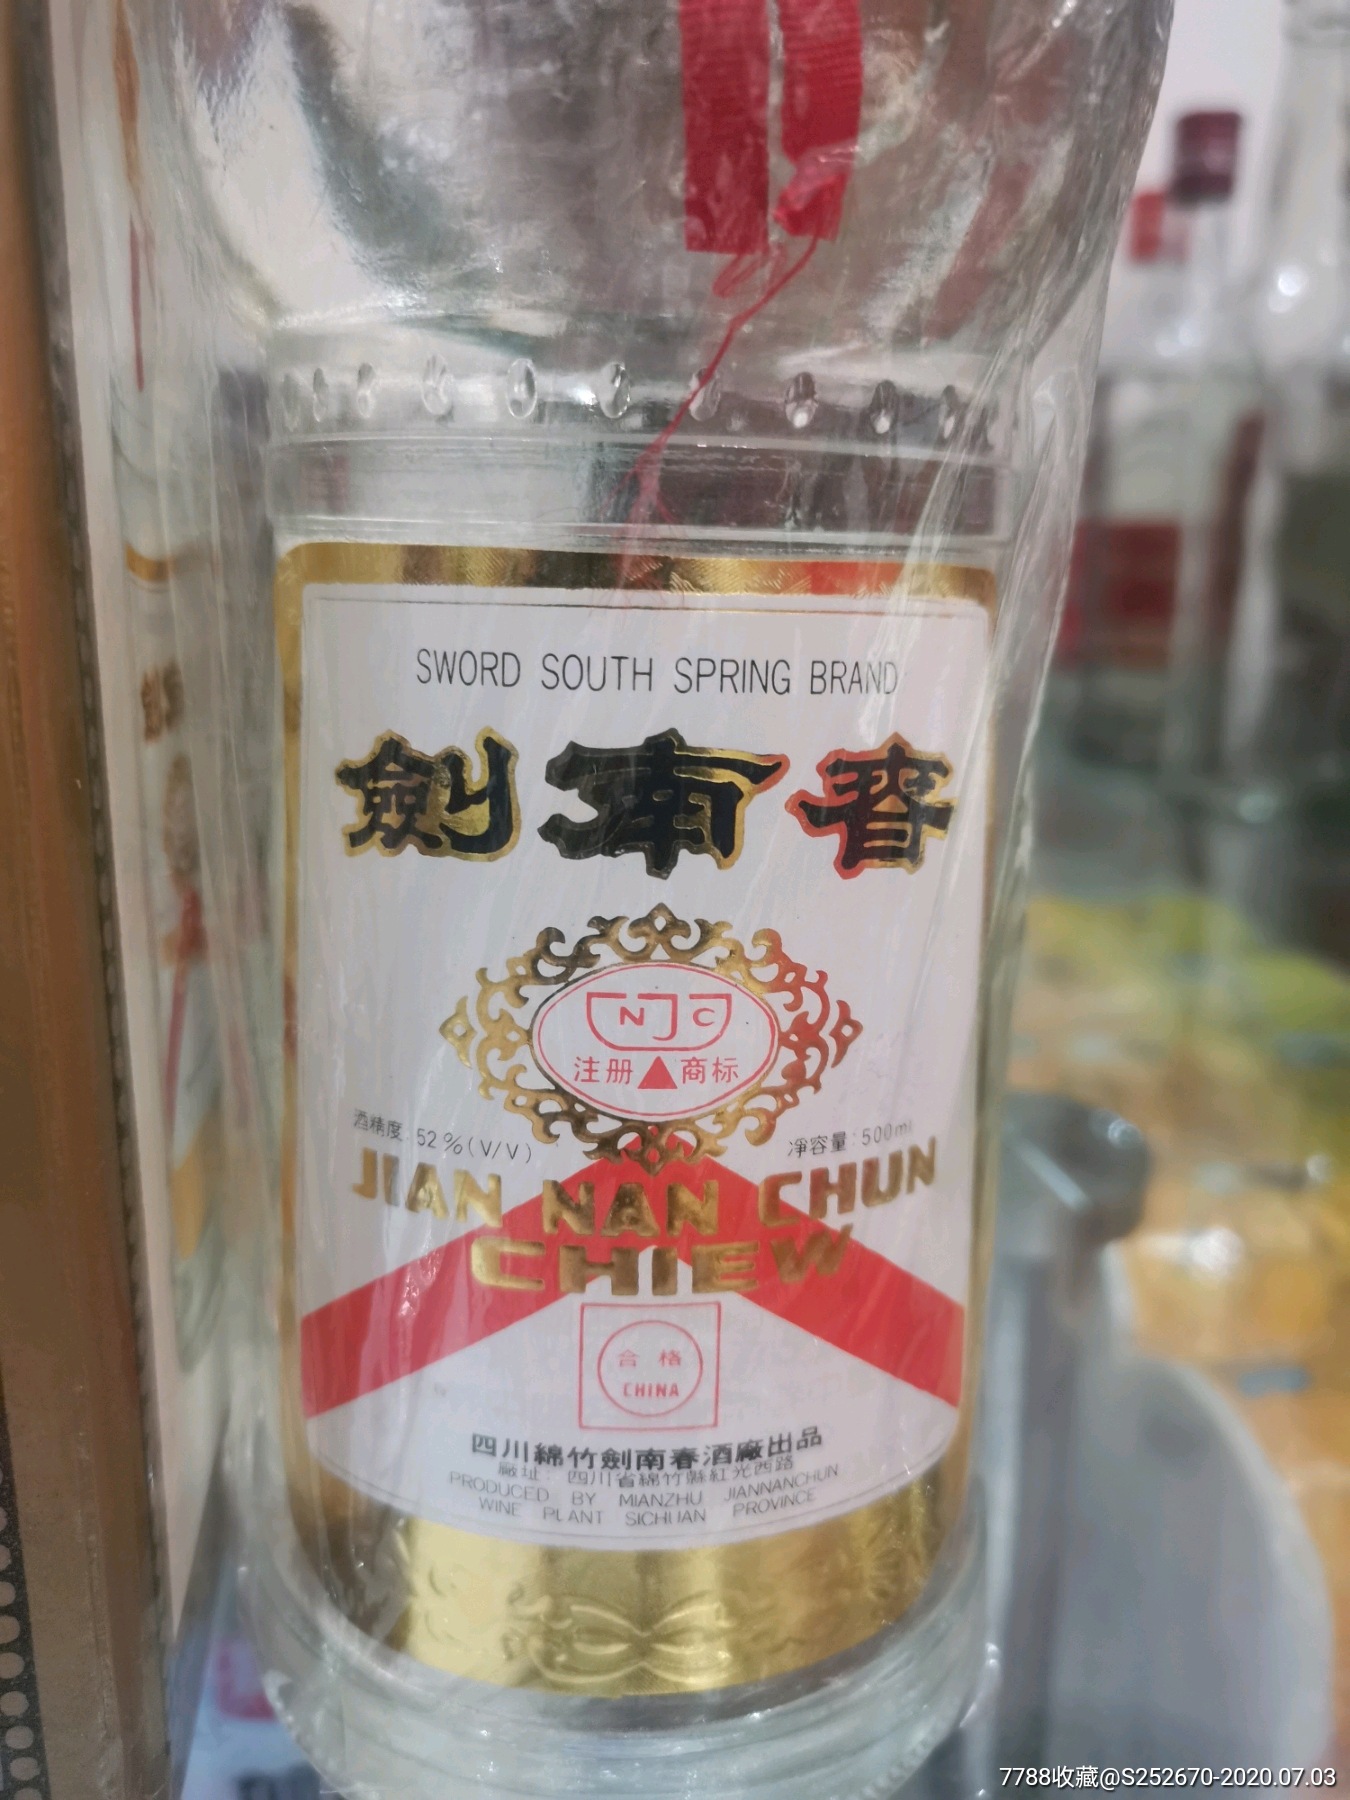 SWORD SOUTH SPRING BRAND
劍南春
NJC
注册▲商标
酒精度:52%(V/V)
淨容量:500ml
JIAN NAN CHUN
CHIEW
合格
CHINA
四川綿竹劍南春酒廠出品
廠址：四川省綿竹縣紅光西路
PRODUCED BY MIANZHU JIANNANCHUN
WINE PLANT SICHUAN PROVINCE
7788收藏@S252670-2020.07.03